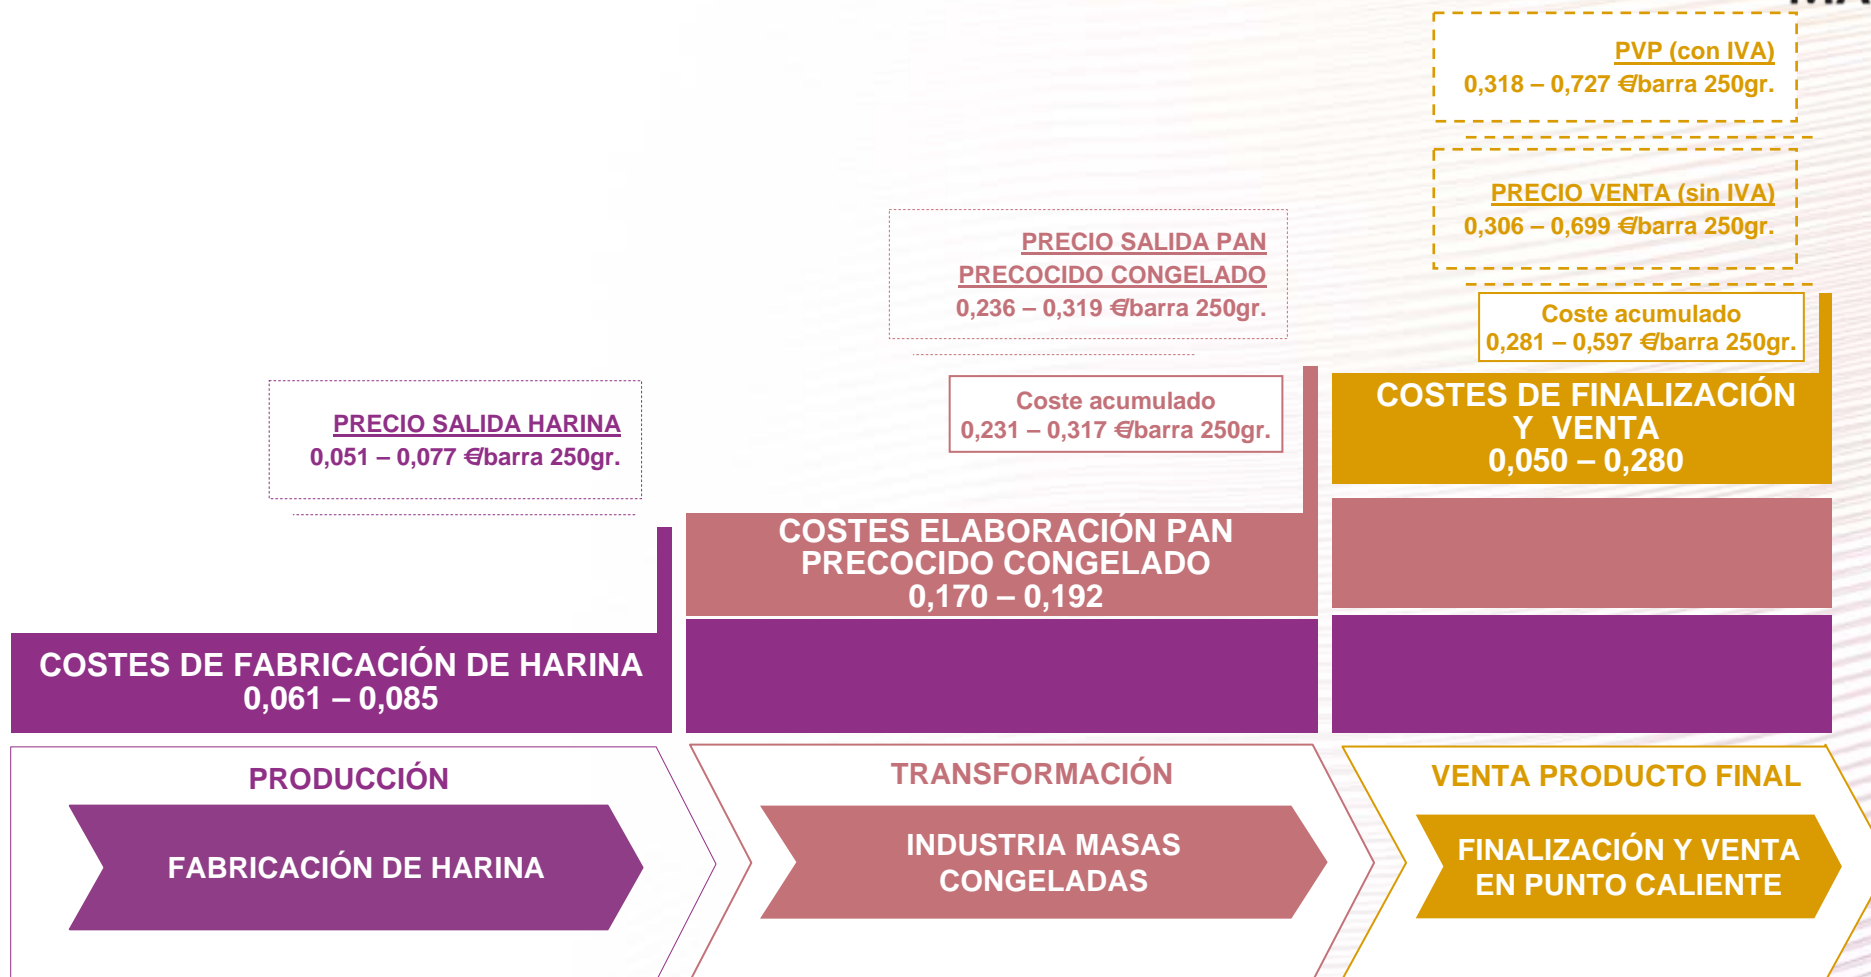 PVP (con IVA)
0,318 – 0,727 €/barra 250gr.
PRECIO VENTA (sin IVA)
0,306 – 0,699 €/barra 250gr.
PRECIO SALIDA PAN
PRECOCIDO CONGELADO
0,236 – 0,319 €/barra 250gr.
Coste acumulado
0,281 – 0,597 €/barra 250gr.
Coste acumulado
0,231 – 0,317 €/barra 250gr.
COSTES DE FINALIZACIÓN
Y VENTA
0,050 – 0,280
PRECIO SALIDA HARINA
0,051 – 0,077 €/barra 250gr.
COSTES ELABORACIÓN PAN
PRECOCIDO CONGELADO
0,170 – 0,192
COSTES DE FABRICACIÓN DE HARINA
0,061 – 0,085
PRODUCCIÓN
TRANSFORMACIÓN
VENTA PRODUCTO FINAL
FABRICACIÓN DE HARINA
INDUSTRIA MASAS
CONGELADAS
FINALIZACIÓN Y VENTA
EN PUNTO CALIENTE